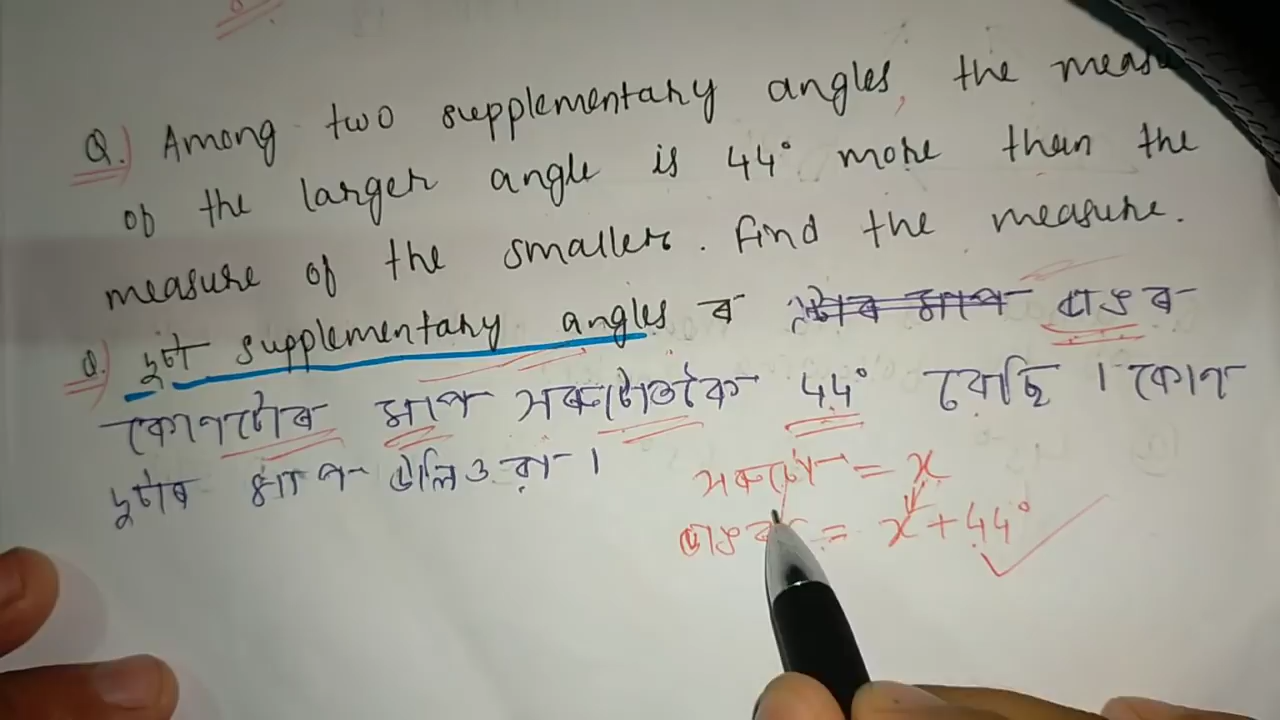 Q.) Among two supplementary angles, the measu
of the larger angle is 44° more than the
measure of the smaller. Find the measure.
Q.) দুটা supplementary angles ৰ ডাঙৰ
কোণটোৰ মাপ সৰুটোতকৈ 44° বেছি । কোণ
দুটাৰ মাপ উলিওৱা ।
সৰুটো = x
ডাঙৰ = x + 44°